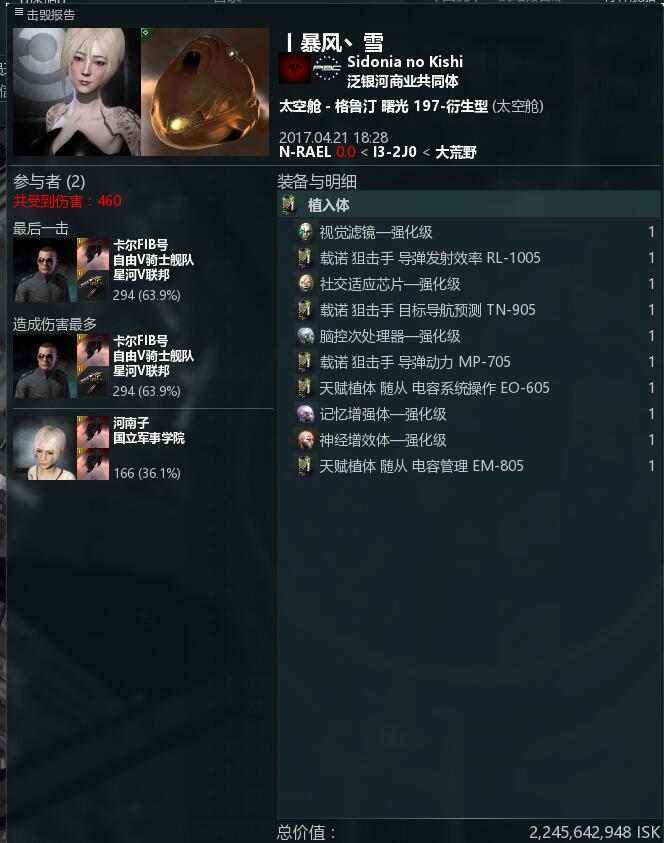 击毁报告
丨暴风丶雪
Sidonia no Kishi
泛银河商业共同体
太空舱 - 格鲁汀 曙光 197-衍生型 (太空舱)
2017.04.21 18:28
N-RAEL 0.0 < I3-2J0 < 大荒野
参与者 (2)
共受到伤害：460
最后一击
卡尔FIB号
自由V骑士舰队
星河V联邦
294 (63.9%)
造成伤害最多
卡尔FIB号
自由V骑士舰队
星河V联邦
294 (63.9%)
河南子
国立军事学院
166 (36.1%)
装备与明细
植入体
视觉滤镜—强化级 1
载诺 狙击手 导弹发射效率 RL-1005 1
社交适应芯片—强化级 1
载诺 狙击手 目标导航预测 TN-905 1
脑控次处理器—强化级 1
载诺 狙击手 导弹动力 MP-705 1
天赋植体 随从 电容系统操作 EO-605 1
记忆增强体—强化级 1
神经增效体—强化级 1
天赋植体 随从 电容管理 EM-805 1
总价值： 2,245,642,948 ISK